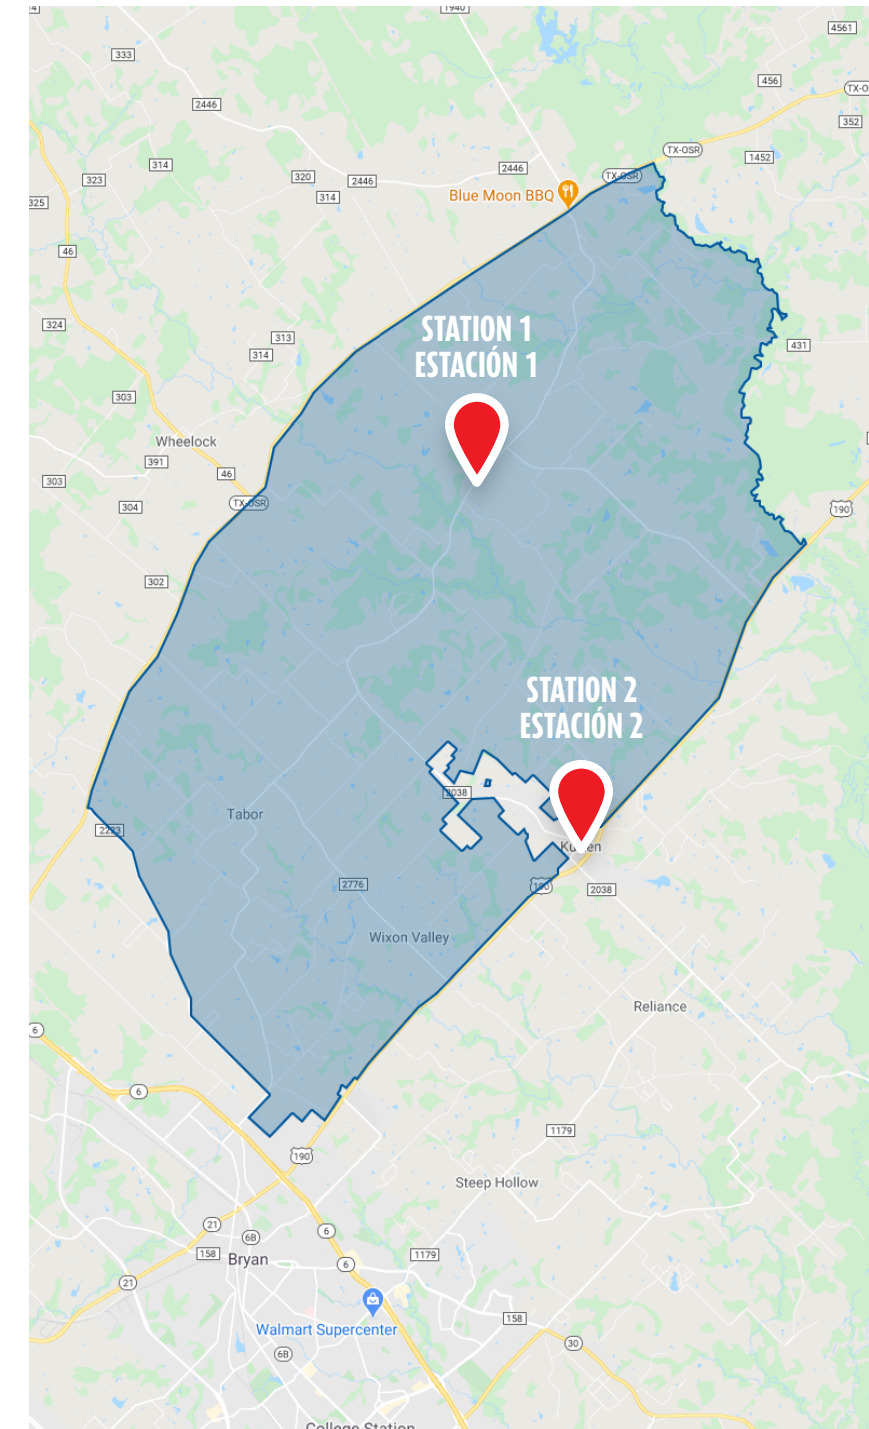 1940
4561
333
456
TX-O
2446
352
TX-OSR
1452
314
2446
320
2446
TX-OSR
323
314
Blue Moon BBQ
325
46
STATION 1
ESTACIÓN 1
324
313
314
431
303
Wheelock
391
46
303
TX-OSR
304
190
302
STATION 2
ESTACIÓN 2
2038
Tabor
2223
2776
190
2038
Wixon Valley
Reliance
6
6
1179
190
Steep Hollow
21
6
6B
158
Bryan
1179
6
21
Walmart Supercenter
158
30
6B
College Station